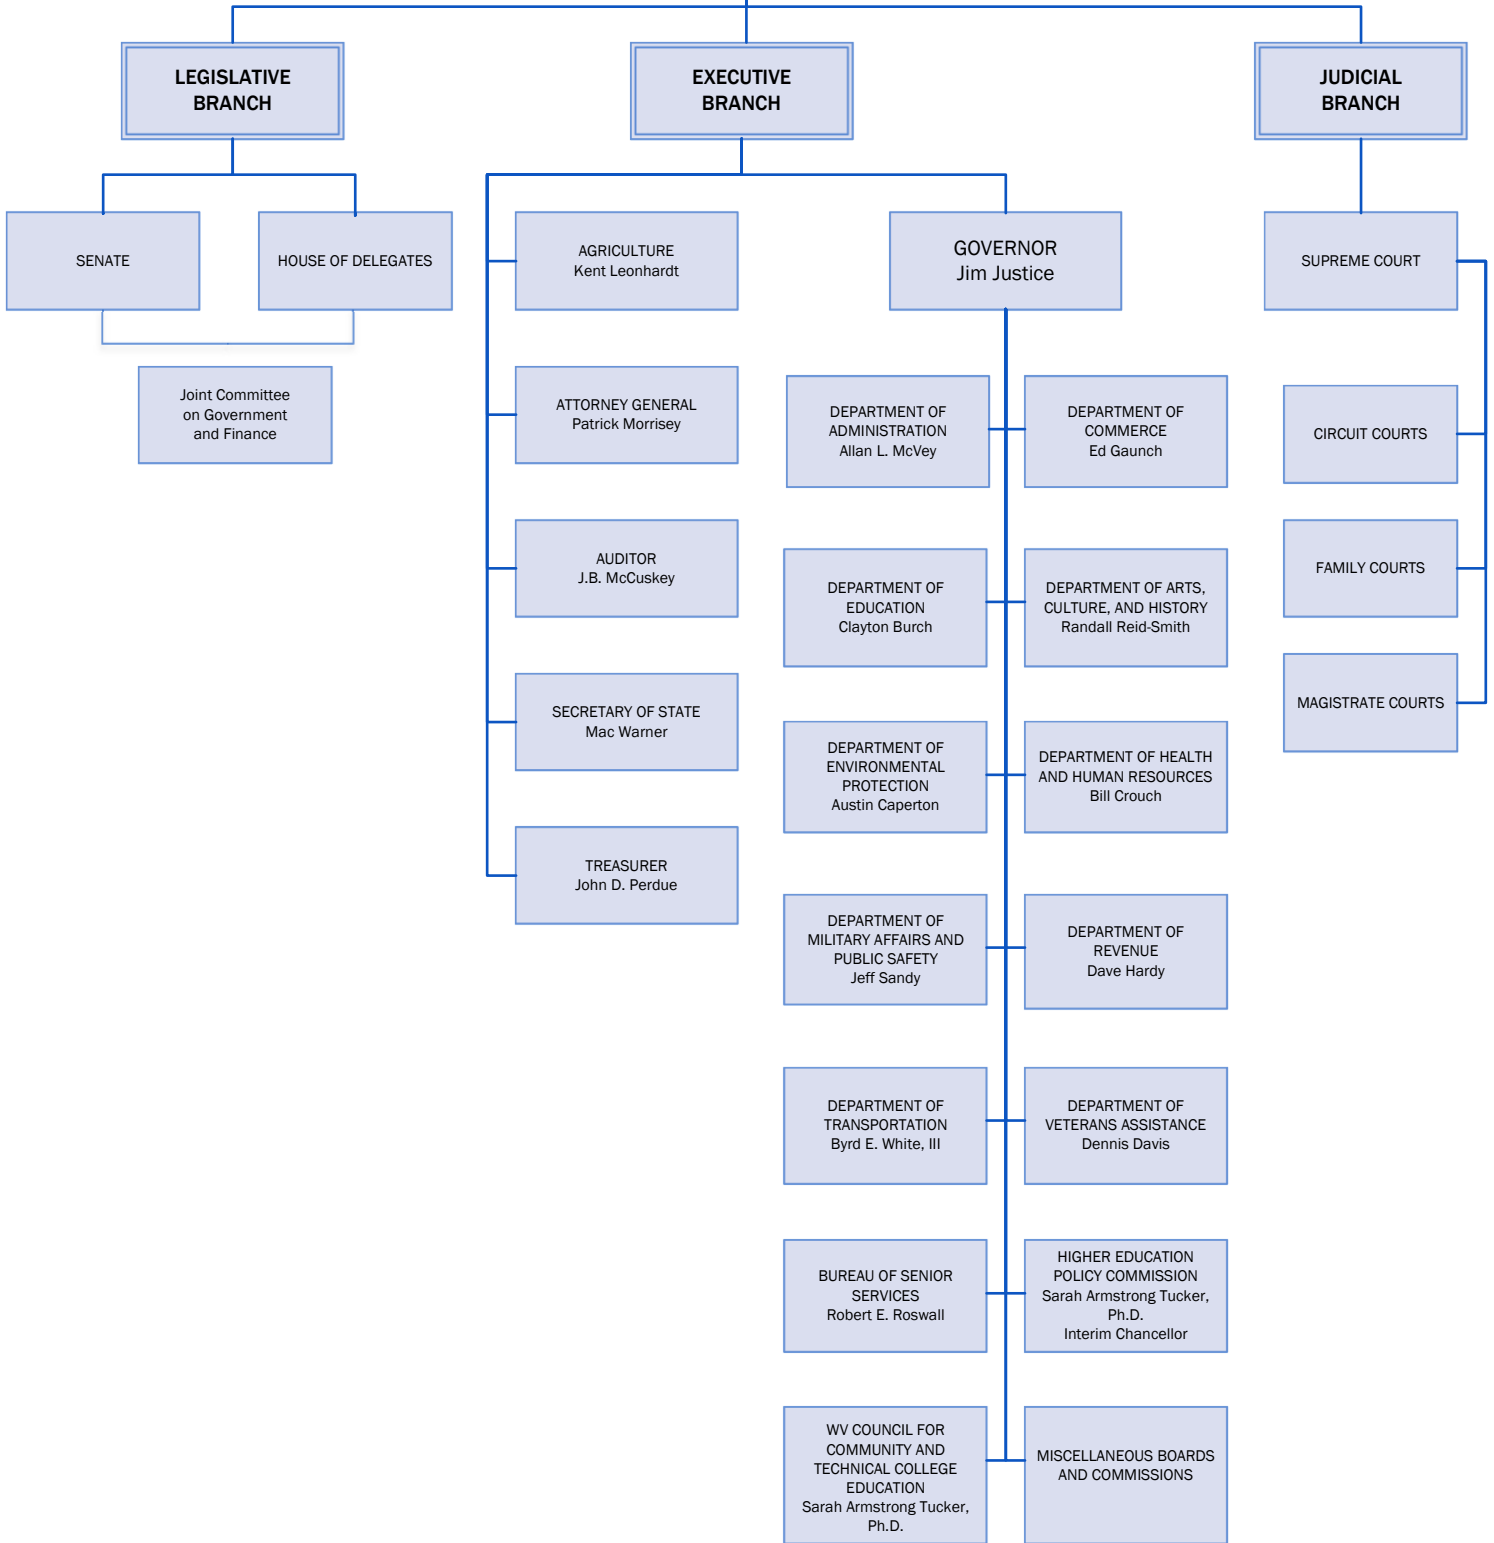 LEGISLATIVE
BRANCH
EXECUTIVE
BRANCH
JUDICIAL
BRANCH
SENATE
HOUSE OF DELEGATES
Joint Committee
on Government
and Finance
AGRICULTURE
Kent Leonhardt
ATTORNEY GENERAL
Patrick Morrisey
AUDITOR
J.B. McCuskey
SECRETARY OF STATE
Mac Warner
TREASURER
John D. Perdue
GOVERNOR
Jim Justice
DEPARTMENT OF
ADMINISTRATION
Allan L. McVey
DEPARTMENT OF
COMMERCE
Ed Gaunch
DEPARTMENT OF
EDUCATION
Clayton Burch
DEPARTMENT OF ARTS,
CULTURE, AND HISTORY
Randall Reid-Smith
DEPARTMENT OF
ENVIRONMENTAL
PROTECTION
Austin Caperton
DEPARTMENT OF HEALTH
AND HUMAN RESOURCES
Bill Crouch
DEPARTMENT OF
MILITARY AFFAIRS AND
PUBLIC SAFETY
Jeff Sandy
DEPARTMENT OF
REVENUE
Dave Hardy
DEPARTMENT OF
TRANSPORTATION
Byrd E. White, III
DEPARTMENT OF
VETERANS ASSISTANCE
Dennis Davis
BUREAU OF SENIOR
SERVICES
Robert E. Roswall
HIGHER EDUCATION
POLICY COMMISSION
Sarah Armstrong Tucker,
Ph.D.
Interim Chancellor
WV COUNCIL FOR
COMMUNITY AND
TECHNICAL COLLEGE
EDUCATION
Sarah Armstrong Tucker,
Ph.D.
MISCELLANEOUS BOARDS
AND COMMISSIONS
SUPREME COURT
CIRCUIT COURTS
FAMILY COURTS
MAGISTRATE COURTS